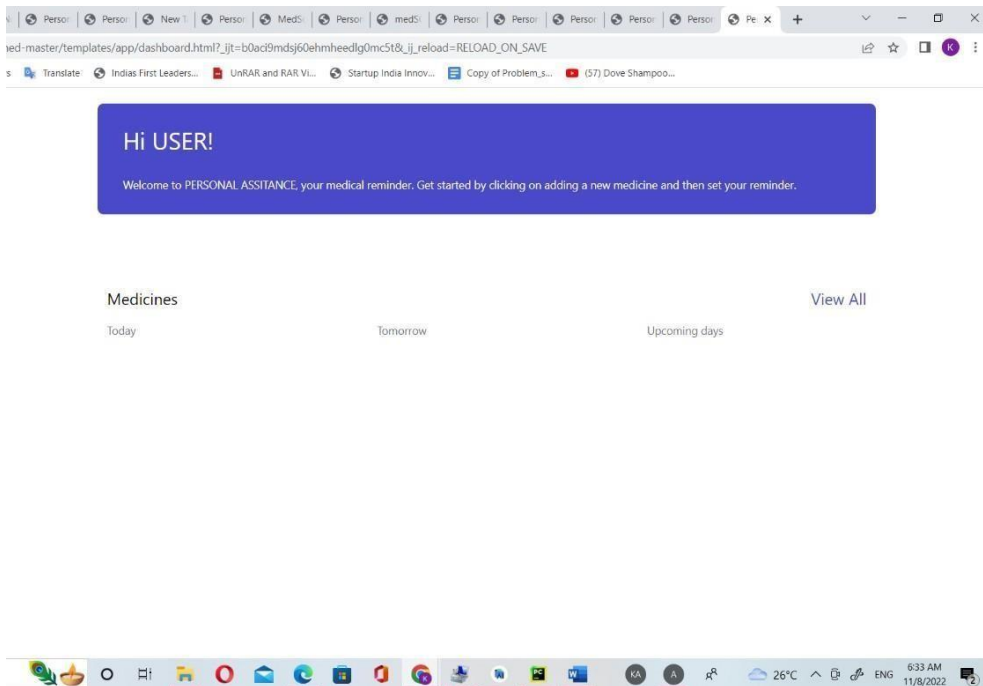 Person Person New T Person MedS Person medS Person Person Person Person Person Pe
ed-master/templates/app/dashboard.html?_ijt=b0aci9mdsj60ehmheedlg0mc5t&_ij_reload=RELOAD_ON_SAVE K
s Translate Indias First Leaders... UnRAR and RAR Vi... Startup India Innov... Copy of Problem_s... (57) Dove Shampoo...
Hi USER!
Welcome to PERSONAL ASSITANCE, your medical reminder. Get started by clicking on adding a new medicine and then set your reminder.
Medicines View All
Today Tomorrow Upcoming days
KA A 26°C ENG 6:33 AM
11/8/2022